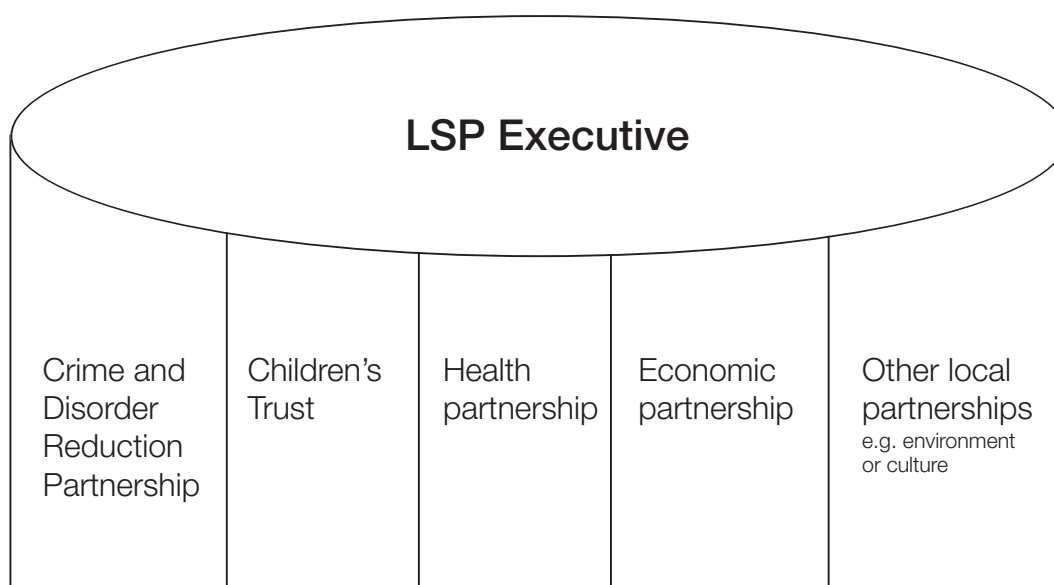 LSP Executive
Crime and
Disorder
Reduction
Partnership
Children’s
Trust
Health
partnership
Economic
partnership
Other local
partnerships
e.g. environment
or culture